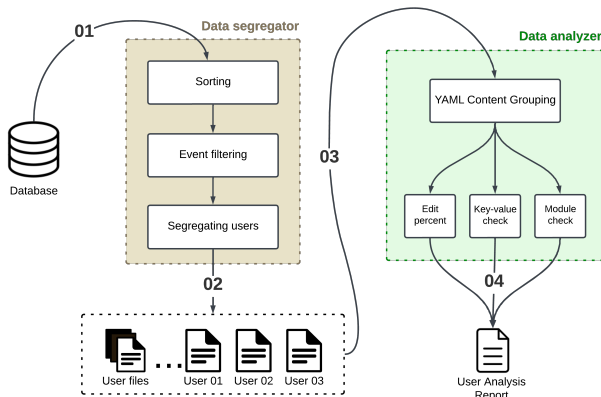 01
Data segregator
Sorting
Event filtering
Segregating users
Database
02
User files
...
User 01
User 02
User 03
03
Data analyzer
YAML Content Grouping
Edit
percent
Key-value
check
Module
check
04
User Analysis
Report